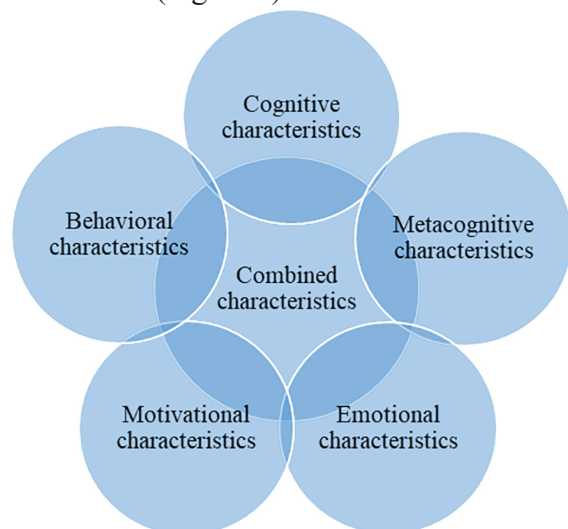 Cognitive
characteristics
Behavioral
characteristics
Metacognitive
characteristics
Combined
characteristics
Motivational
characteristics
Emotional
characteristics